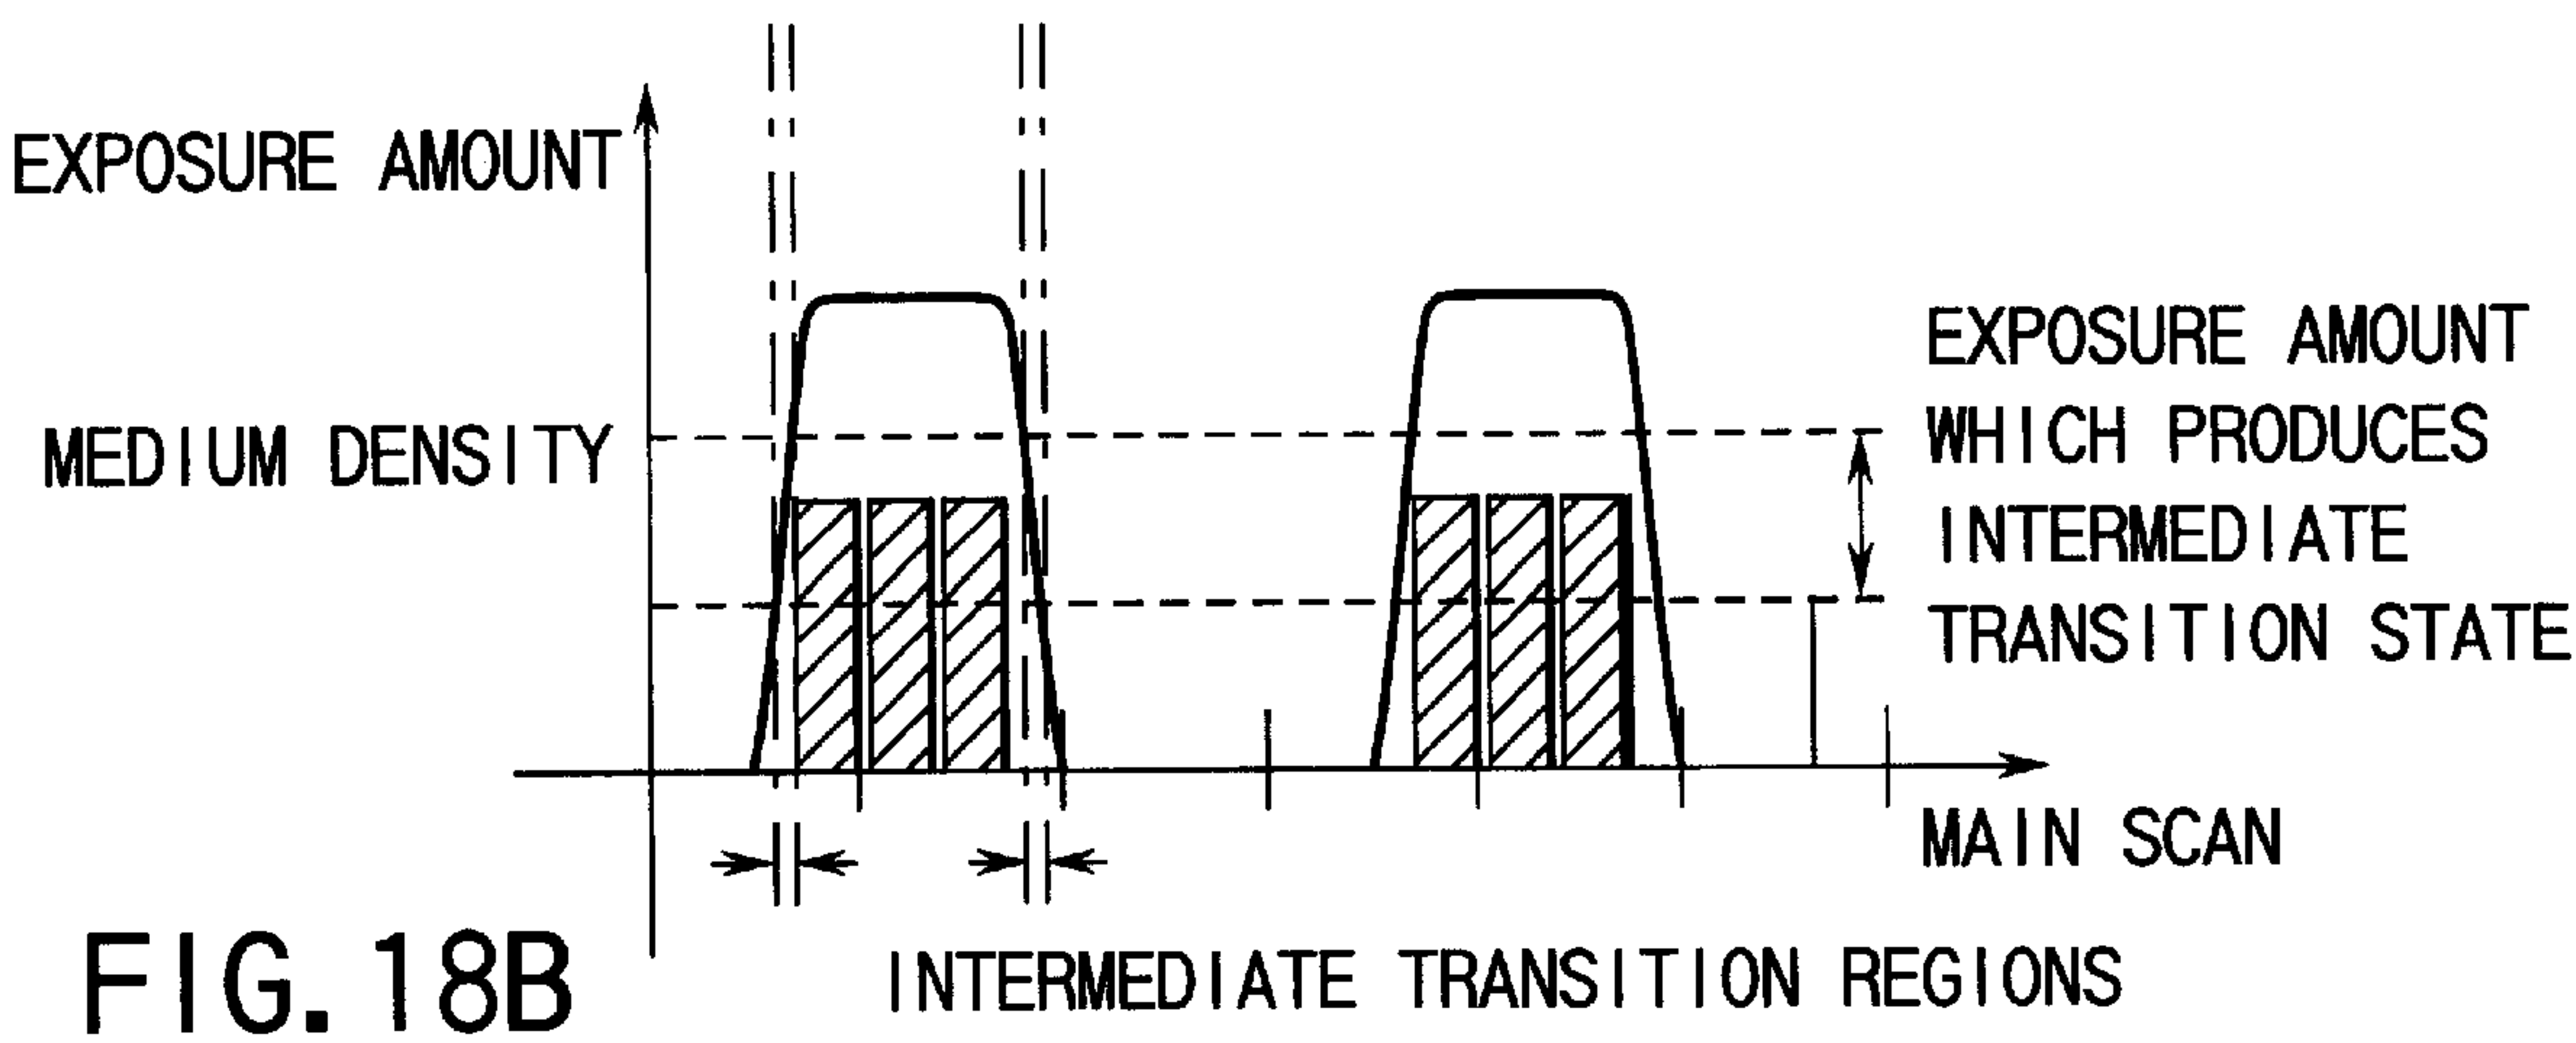 EXPOSURE AMOUNT
MEDIUM DENSITY
EXPOSURE AMOUNT
WHICH PRODUCES
INTERMEDIATE
TRANSITION STATE
MAIN SCAN
INTERMEDIATE TRANSITION REGIONS
FIG.18B